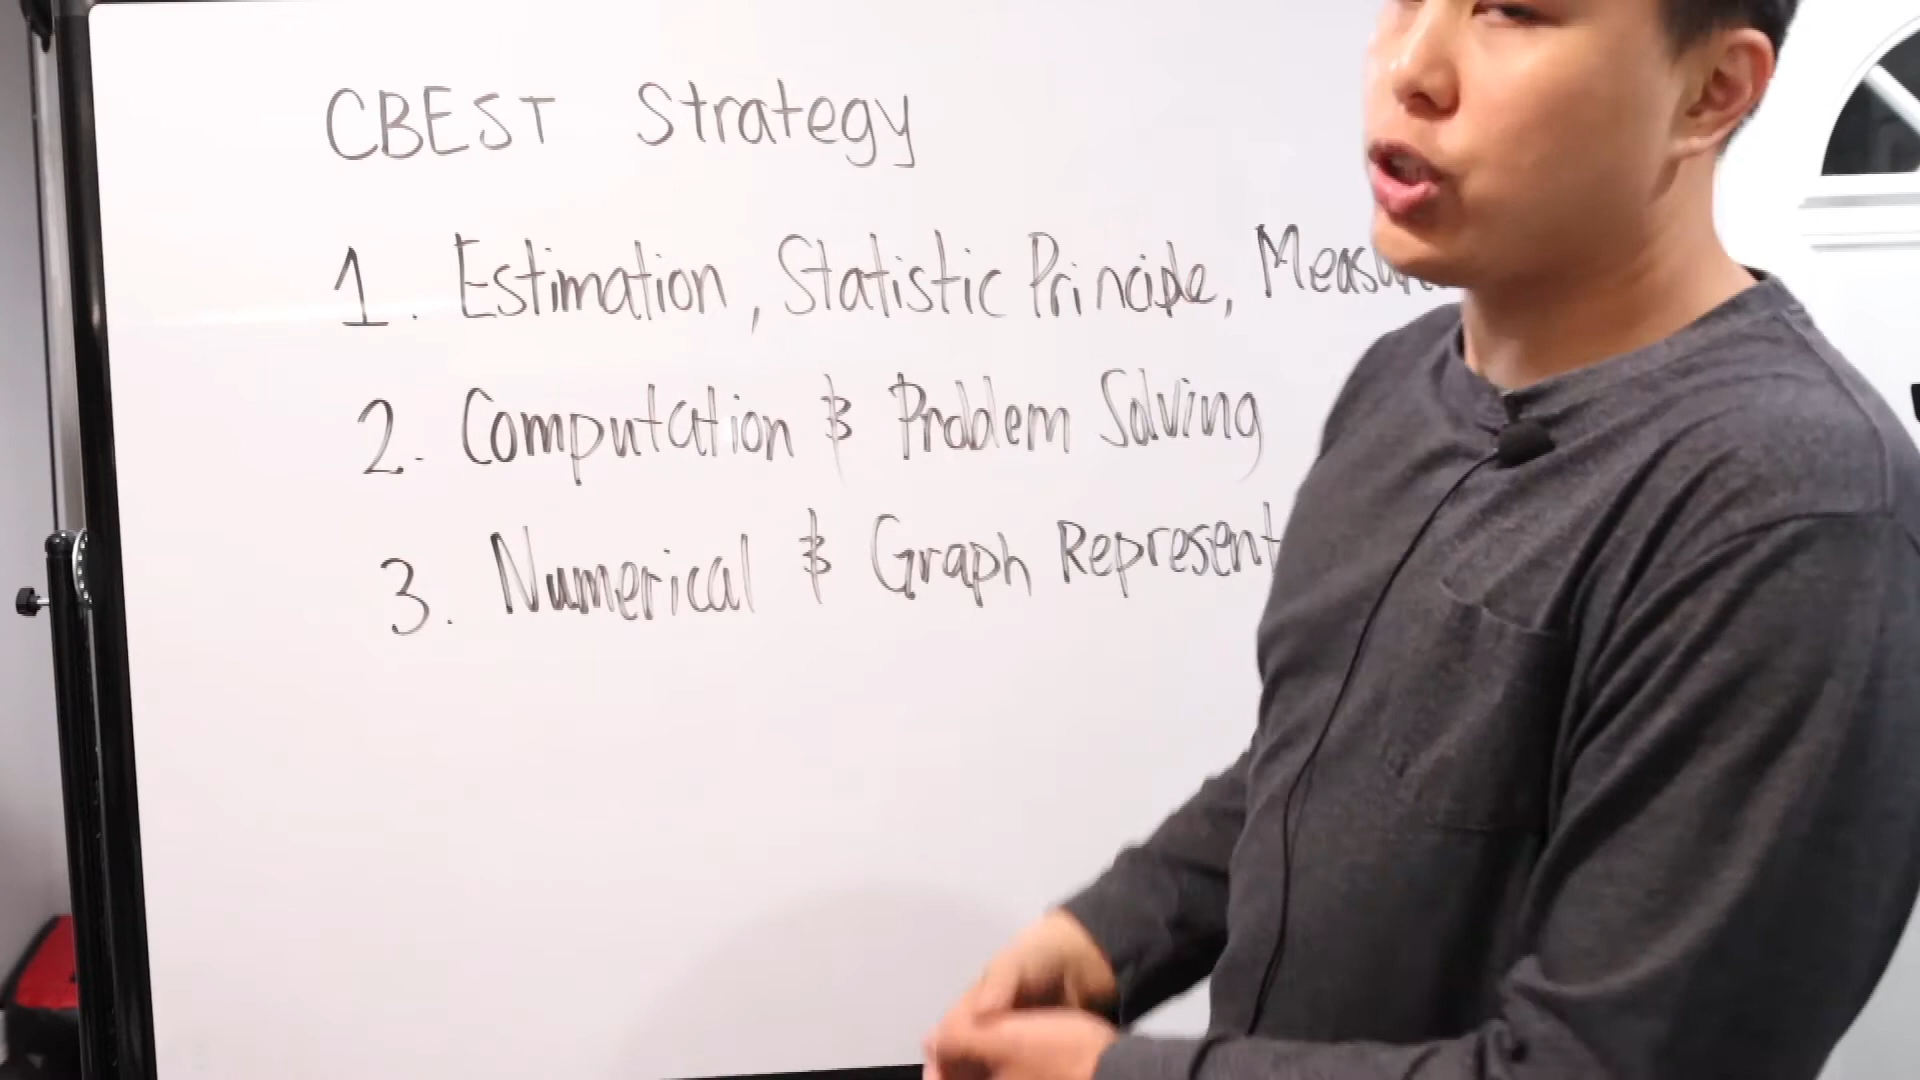 CBEST Strategy
1. Estimation, Statistic Principle, Measu
2. Computation & Problem Solving
3. Numerical & Graph Represent